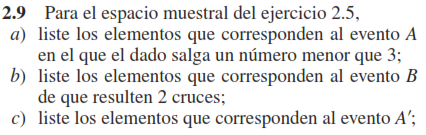 2.9 Para el espacio muestral del ejercicio 2.5,
a) liste los elementos que corresponden al evento A
en el que el dado salga un número menor que 3;
b) liste los elementos que corresponden al evento B
de que resulten 2 cruces;
c) liste los elementos que corresponden al evento A′;